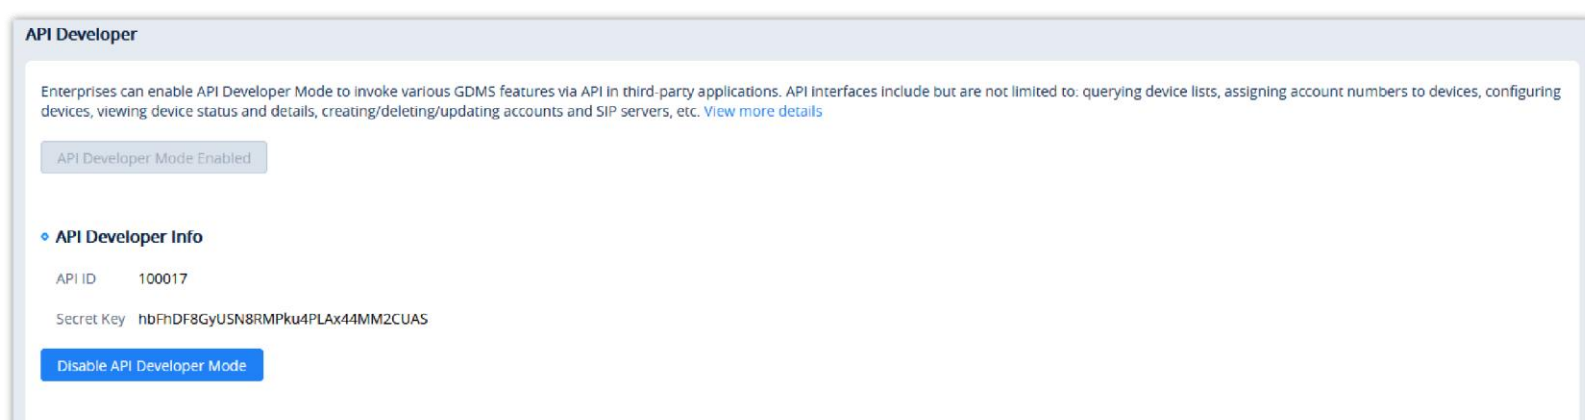 API Developer
Enterprises can enable API Developer Mode to invoke various GDMS features via API in third-party applications. API interfaces include but are not limited to: querying device lists, assigning account numbers to devices, configuring
devices, viewing device status and details, creating/deleting/updating accounts and SIP servers, etc. View more details
API Developer Mode Enabled
API Developer Info
API ID 100017
Secret Key hbFhDF8GyUSN8RMPku4PLAx44MM2CUAS
Disable API Developer Mode